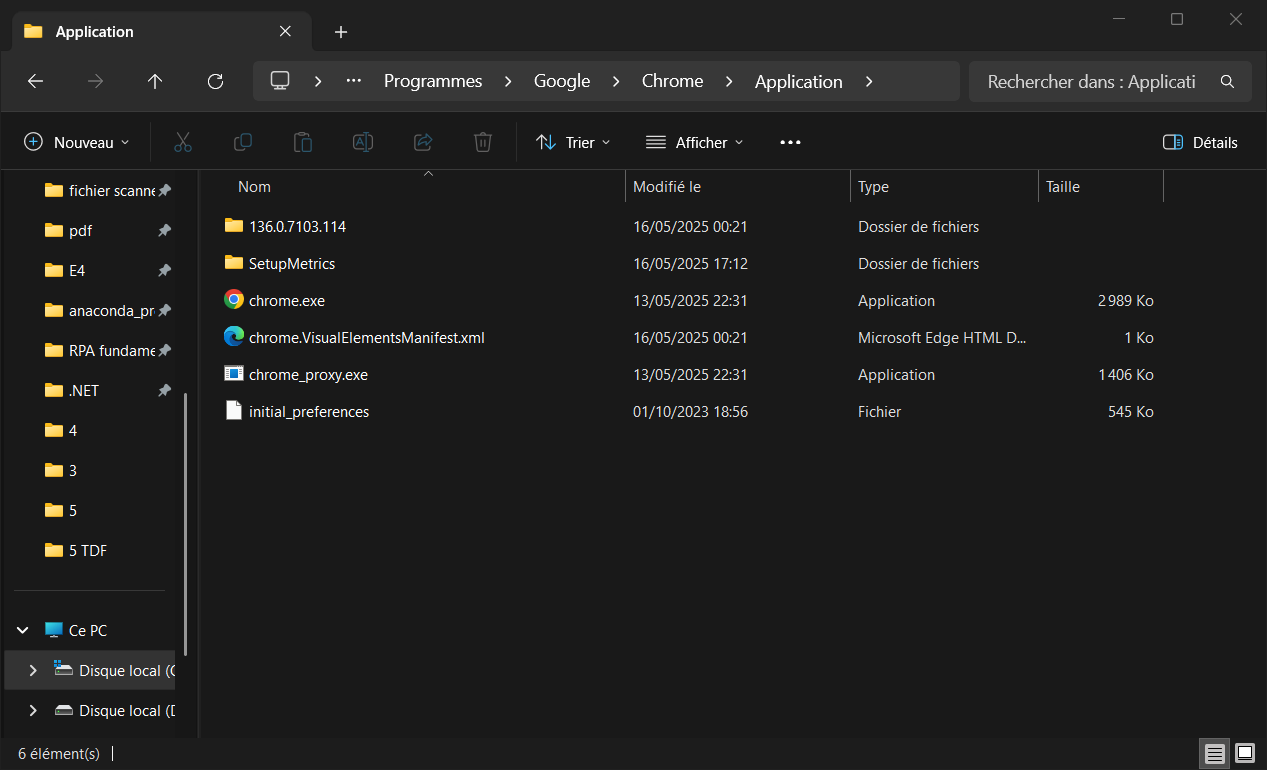 Application
Programmes Google Chrome Application
Rechercher dans : Applicati
Nouveau
Trier
Afficher
Détails
fichier scanne
pdf
E4
anaconda_pr
RPA fundame
.NET
4
3
5
5 TDF
Ce PC
Disque local (C
Disque local (D
Nom Modifié le Type Taille
136.0.7103.114 16/05/2025 00:21 Dossier de fichiers
SetupMetrics 16/05/2025 17:12 Dossier de fichiers
chrome.exe 13/05/2025 22:31 Application 2 989 Ko
chrome.VisualElementsManifest.xml 16/05/2025 00:21 Microsoft Edge HTML D... 1 Ko
chrome_proxy.exe 13/05/2025 22:31 Application 1 406 Ko
initial_preferences 01/10/2023 18:56 Fichier 545 Ko
6 élément(s)